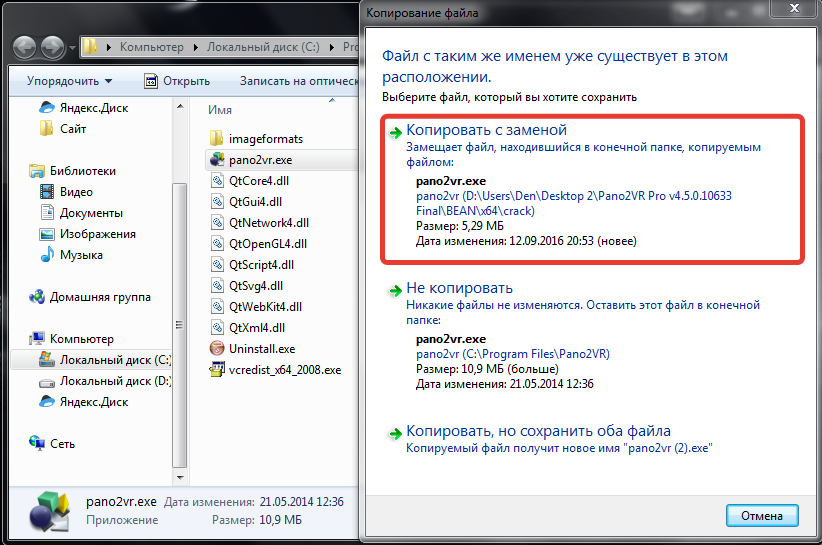 Компьютер
Локальный диск (C:)
Pro
Упорядочить
Открыть
Записать на оптическ
Яндекс.Диск
Сайт
Библиотеки
Видео
Документы
Изображения
Музыка
Домашняя группа
Компьютер
Локальный диск (C:)
Локальный диск (D:)
Яндекс.Диск
Сеть
Имя
imageformats
pano2vr.exe
QtCore4.dll
QtGui4.dll
QtNetwork4.dll
QtOpenGL4.dll
QtScript4.dll
QtSvg4.dll
QtWebKit4.dll
QtXml4.dll
Uninstall.exe
vcredist_x64_2008.exe
pano2vr.exe Дата изменения: 21.05.2014 12:36
Приложение Размер: 10,9 МБ
Копирование файла
Файл с таким же именем уже существует в этом
расположении.
Выберите файл, который вы хотите сохранить
Копировать с заменой
Замещает файл, находившийся в конечной папке, копируемым
файлом:
pano2vr.exe
pano2vr (D:\Users\Den\Desktop 2\Pano2VR Pro v4.5.0.10633
Final\BEAN\x64\crack)
Размер: 5,29 МБ
Дата изменения: 12.09.2016 20:53 (новее)
Не копировать
Никакие файлы не изменяются. Оставить этот файл в конечной
папке:
pano2vr.exe
pano2vr (C:\Program Files\Pano2VR)
Размер: 10,9 МБ (больше)
Дата изменения: 21.05.2014 12:36
Копировать, но сохранить оба файла
Копируемый файл получит новое имя "pano2vr (2).exe"
Отмена